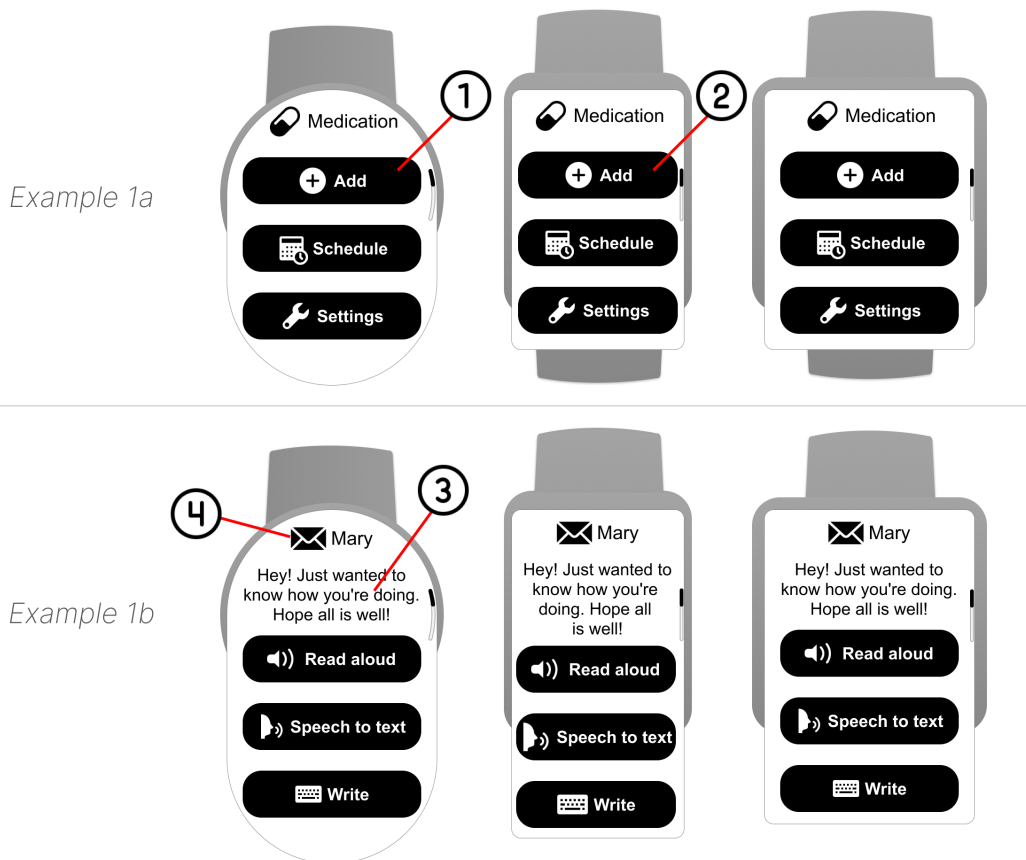 Example 1a
1
Medication
+ Add
Schedule
Settings
2
Medication
+ Add
Schedule
Settings
Medication
+ Add
Schedule
Settings
Example 1b
4
3
Mary
Hey! Just wanted to
know how you're doing.
Hope all is well!
Read aloud
Speech to text
Write
Mary
Hey! Just wanted to
know how you're
doing. Hope all
is well!
Read aloud
Speech to text
Write
Mary
Hey! Just wanted to
know how you're doing.
Hope all is well!
Read aloud
Speech to text
Write